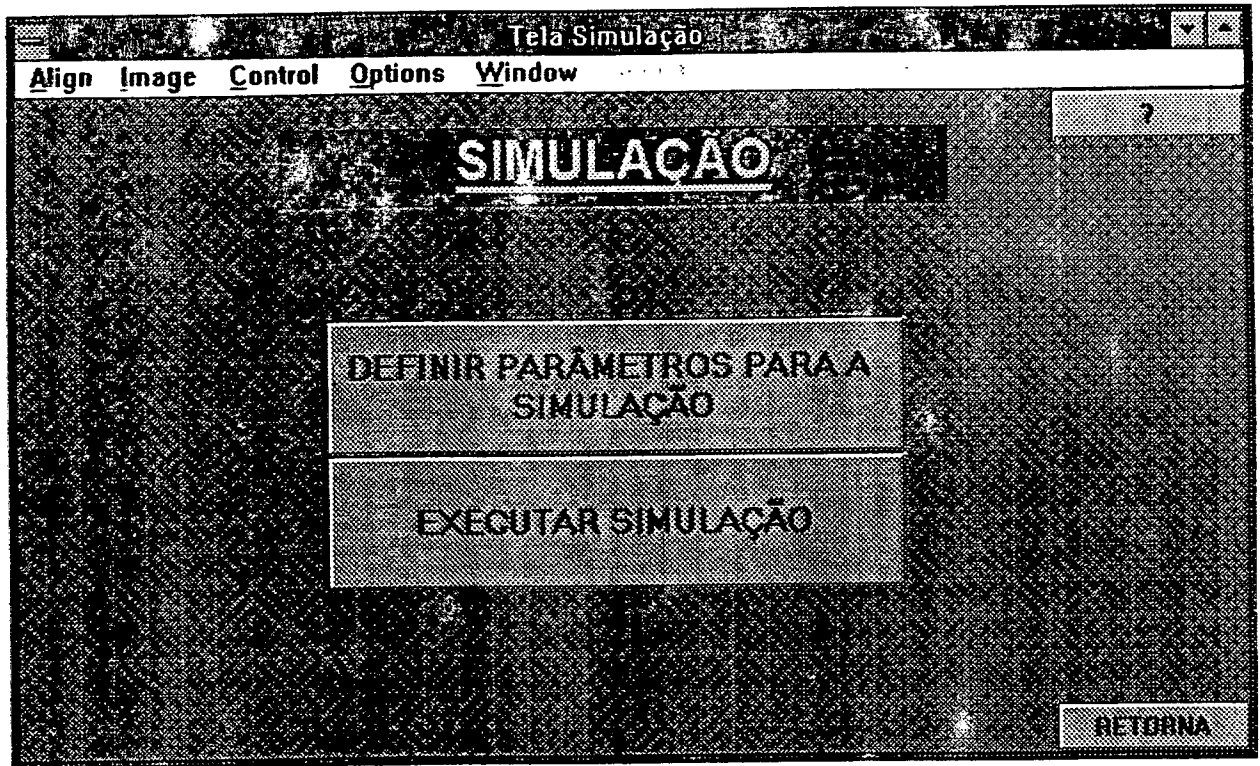 Tela Simulação
Align Image Control Options Window
?
SIMULAÇÃO
DEFINIR PARÂMETROS PARA A
SIMULAÇÃO
EXECUTAR SIMULAÇÃO
RETORNA